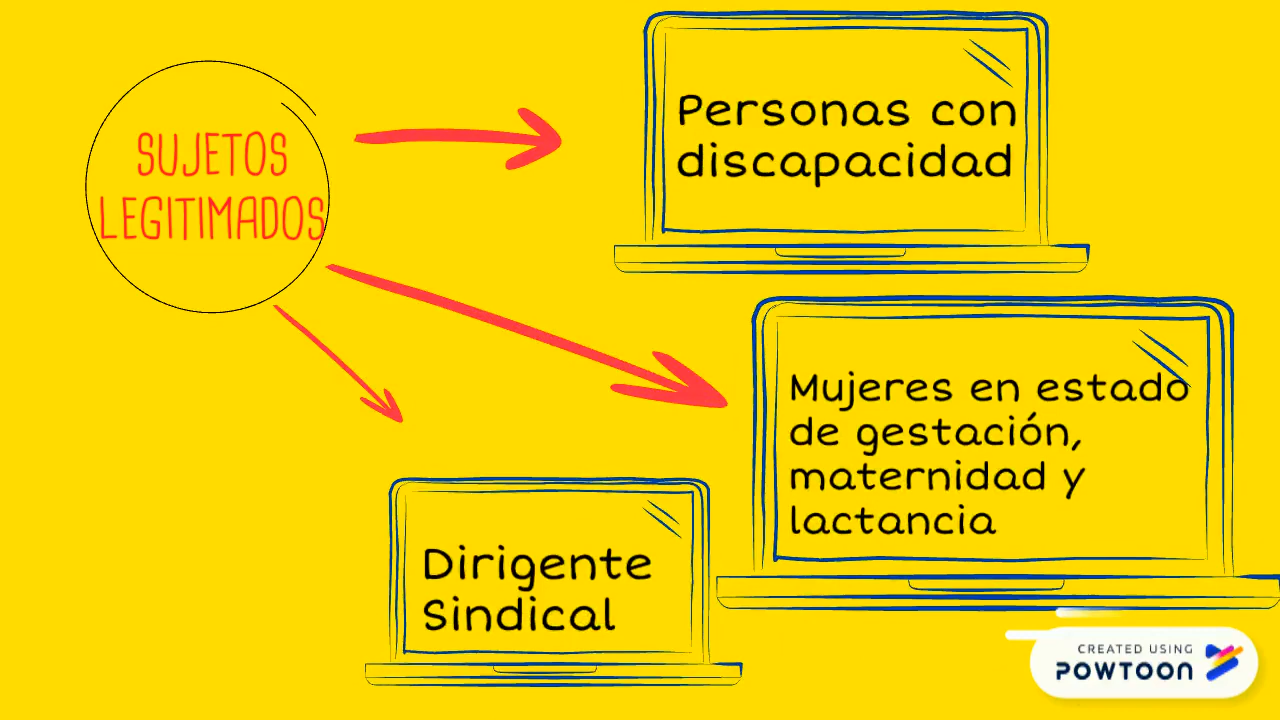 SUJETOS
LEGITIMADOS
Personas con
discapacidad
Mujeres en estado
de gestación,
maternidad y
lactancia
Dirigente
Sindical
CREATED USING
POWTOON